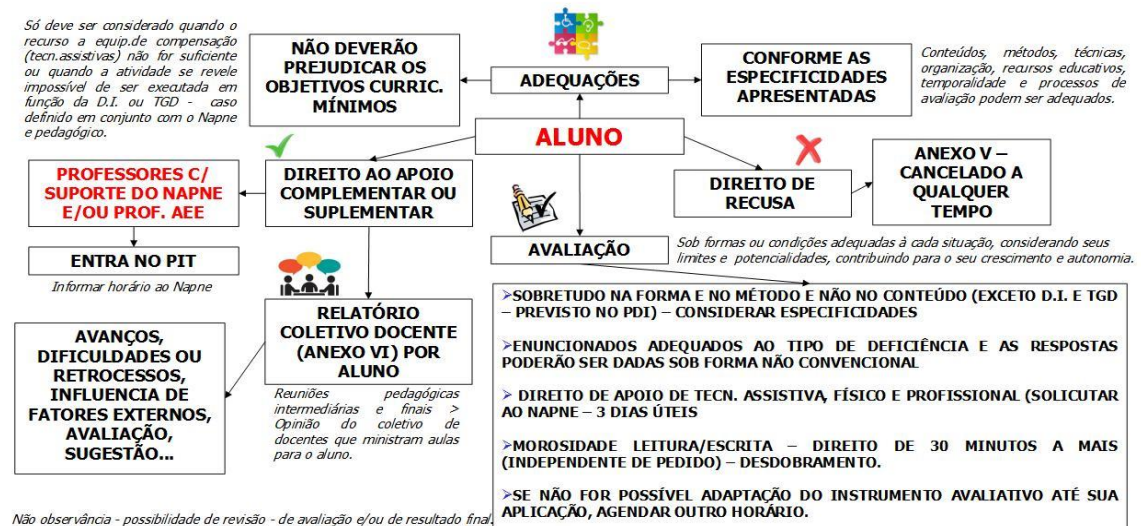 Só deve ser considerado quando o
recurso a equip.de compensação
(tecn.assistivas) não for suficiente
ou quando a atividade se revele
impossível de ser executada em
função da D.I. ou TGD - caso
definido em conjunto com o Napne
e pedagógico.
NÃO DEVERÃO
PREJUDICAR OS
OBJETIVOS CURRIC.
MÍNIMOS
ADEQUAÇÕES
CONFORME AS
ESPECIFICIDADES
APRESENTADAS
Conteúdos, métodos, técnicas,
organização, recursos educativos,
temporalidade e processos de
avaliação podem ser adequados.
ALUNO
PROFESSORES C/
SUPORTE DO NAPNE
E/OU PROF. AEE
DIREITO AO APOIO
COMPLEMENTAR OU
SUPLEMENTAR
DIREITO DE
RECUSA
ANEXO V –
CANCELADO A
QUALQUER
TEMPO
ENTRA NO PIT
Informar horário ao Napne
AVALIAÇÃO
Sob formas ou condições adequadas à cada situação, considerando seus
limites e potencialidades, contribuindo para o seu crescimento e autonomia.
RELATÓRIO
COLETIVO DOCENTE
(ANEXO VI) POR
ALUNO
Reuniões pedagógicas
intermediárias e finais >
Opinião do coletivo de
docentes que ministram aulas
para o aluno.
AVANÇOS,
DIFICULDADES OU
RETROCESSOS,
INFLUENCIA DE
FATORES EXTERNOS,
AVALIAÇÃO,
SUGESTÃO...
➢SOBRETUDO NA FORMA E NO MÉTODO E NÃO NO CONTEÚDO (EXCETO D.I. E TGD
– PREVISTO NO PDI) – CONSIDERAR ESPECIFICIDADES
➢ENUNCIONADOS ADEQUADOS AO TIPO DE DEFICIÊNCIA E AS RESPOSTAS
PODERÃO SER DADAS SOB FORMA NÃO CONVENCIONAL
➢ DIREITO DE APOIO DE TECN. ASSISTIVA, FÍSICO E PROFISSIONAL (SOLICUTAR
AO NAPNE – 3 DIAS ÚTEIS
➢MOROSIDADE LEITURA/ESCRITA – DIREITO DE 30 MINUTOS A MAIS
(INDEPENDENTE DE PEDIDO) – DESDOBRAMENTO.
➢SE NÃO FOR POSSÍVEL ADAPTAÇÃO DO INSTRUMENTO AVALIATIVO ATÉ SUA
APLICAÇÃO, AGENDAR OUTRO HORÁRIO.
Não observância - possibilidade de revisão - de avaliação e/ou de resultado final.